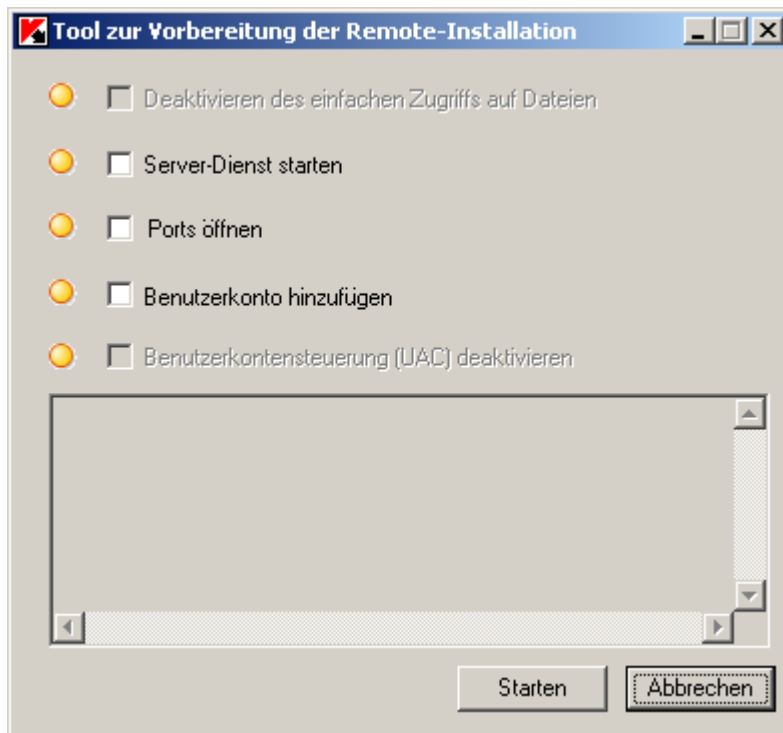 Tool zur Vorbereitung der Remote-Installation
Deaktivieren des einfachen Zugriffs auf Dateien
Server-Dienst starten
Ports öffnen
Benutzerkonto hinzufügen
Benutzerkontensteuerung (UAC) deaktivieren
Starten
Abbrechen